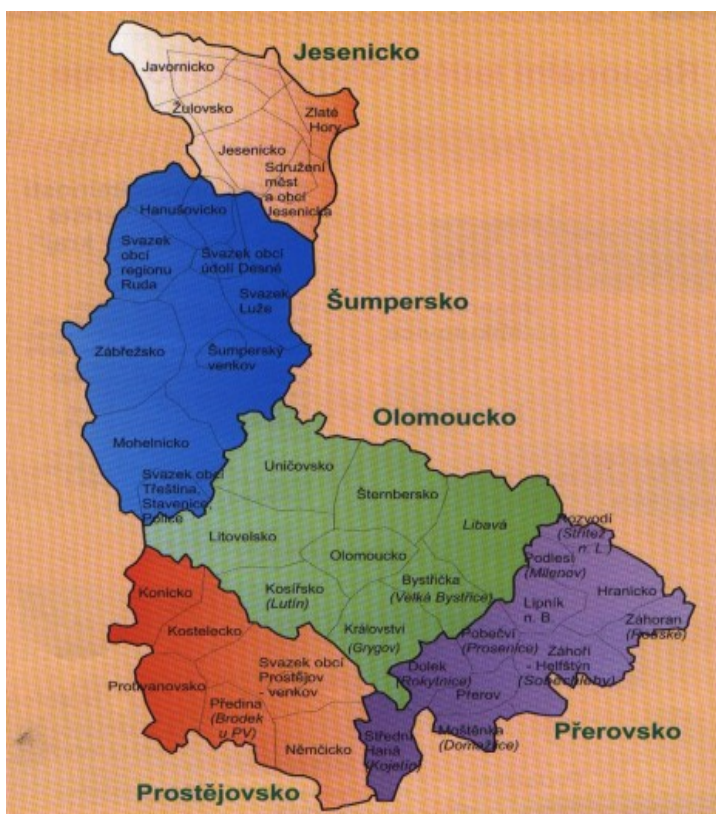 Jesenicko
Javornicko
Žulovsko
Zlaté
Hory
Jesenicko
Sdružení
měst
a obcí
Jesenicka
Hanušovicko
Svazek
obcí
regionu
Ruda
Svazek obcí
údolí Desné
Svazek
Luže
Šumpersko
Zábřežsko
Šumperský
venkov
Olomoucko
Mohelnicko
Svazek obcí
Třeština,
Stavenice,
Police
Uničovsko
Šternbersko
Libavá
Litovelsko
Olomoucko
Rozvodí
(Střítež
n. L.)
Podlesí
(Milenov)
Bystřička
(Velká Bystřice)
Kosířsko
(Lutín)
Konicko
Hranicko
Lipník
n. B.
Záhoran
(Rouské)
Kostelecko
Království
(Grygov)
Pobečví
(Prosenice)
Záhoří
- Helfštýn
(Soběchleby)
Svazek obcí
Prostějov
- venkov
Dolek
(Rokytnice)
Protivanovsko
Předina
(Brodek
u PV)
Přerov
Moštěnka
(Domaželice)
Střední
Haná
(Kojetín)
Přerovsko
Němčicko
Prostějovsko